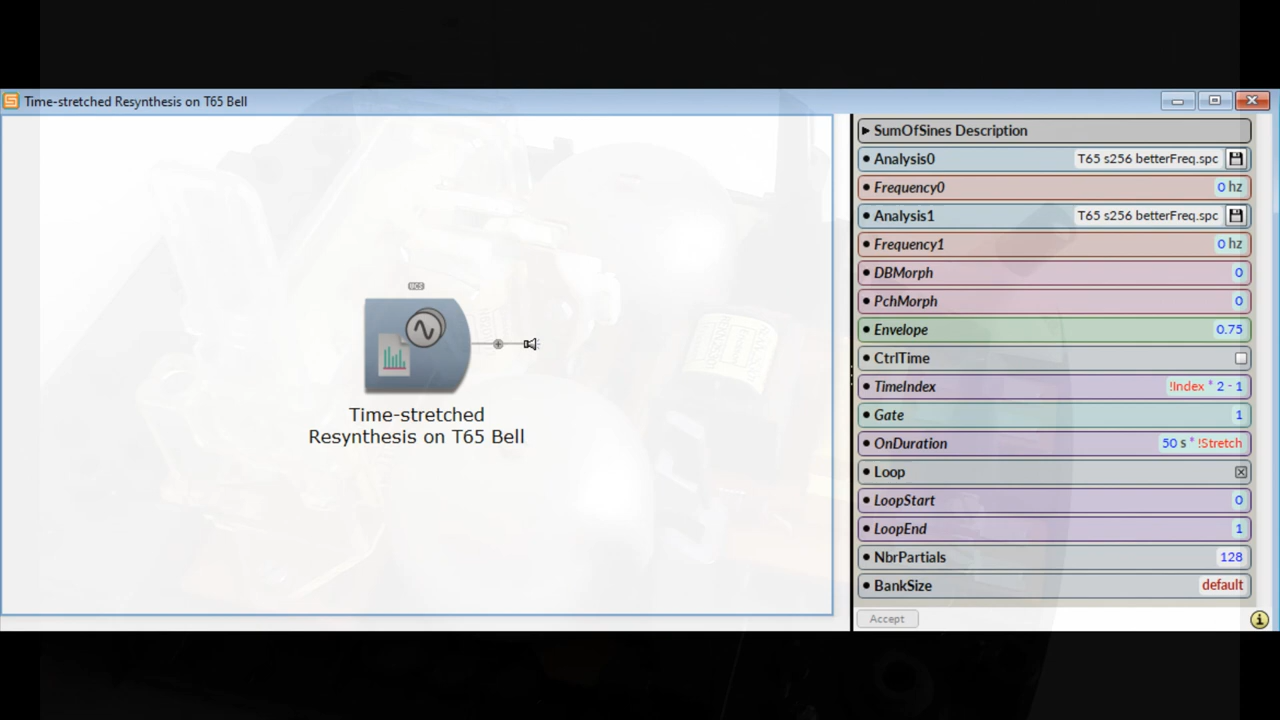 Time-stretched Resynthesis on T65 Bell
Time-stretched
Resynthesis on T65 Bell
SumOfSines Description
Analysis0 T65 s256 betterFreq.spc
Frequency0 0 hz
Analysis1 T65 s256 betterFreq.spc
Frequency1 0 hz
DBMorph 0
PchMorph 0
Envelope 0.75
CtrlTime
TimeIndex !Index * 2 - 1
Gate 1
OnDuration 50 s * !Stretch
Loop
LoopStart 0
LoopEnd 1
NbrPartials 128
BankSize default
Accept